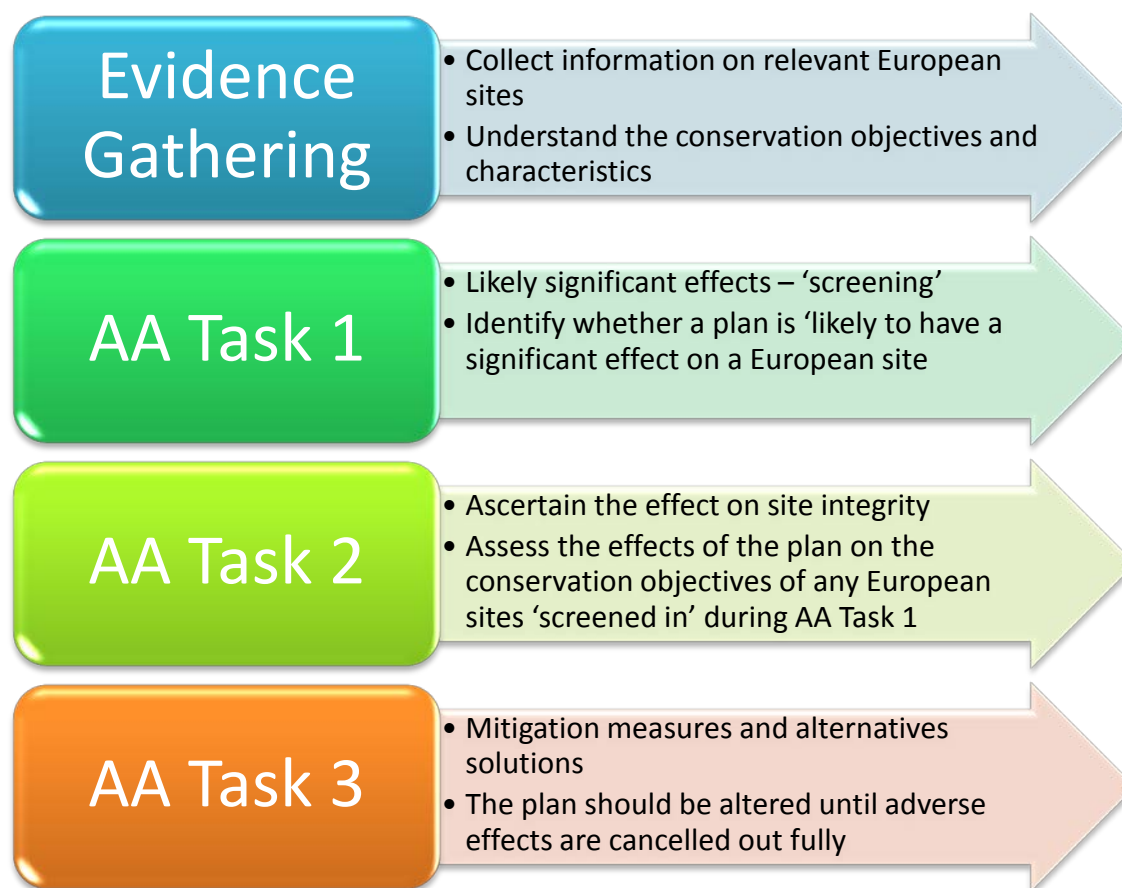 Evidence
Gathering
• Collect information on relevant European
sites
• Understand the conservation objectives and
characteristics
AA Task 1
• Likely significant effects – ‘screening’
• Identify whether a plan is ‘likely to have a
significant effect on a European site
AA Task 2
• Ascertain the effect on site integrity
• Assess the effects of the plan on the
conservation objectives of any European
sites ‘screened in’ during AA Task 1
AA Task 3
• Mitigation measures and alternatives
solutions
• The plan should be altered until adverse
effects are cancelled out fully